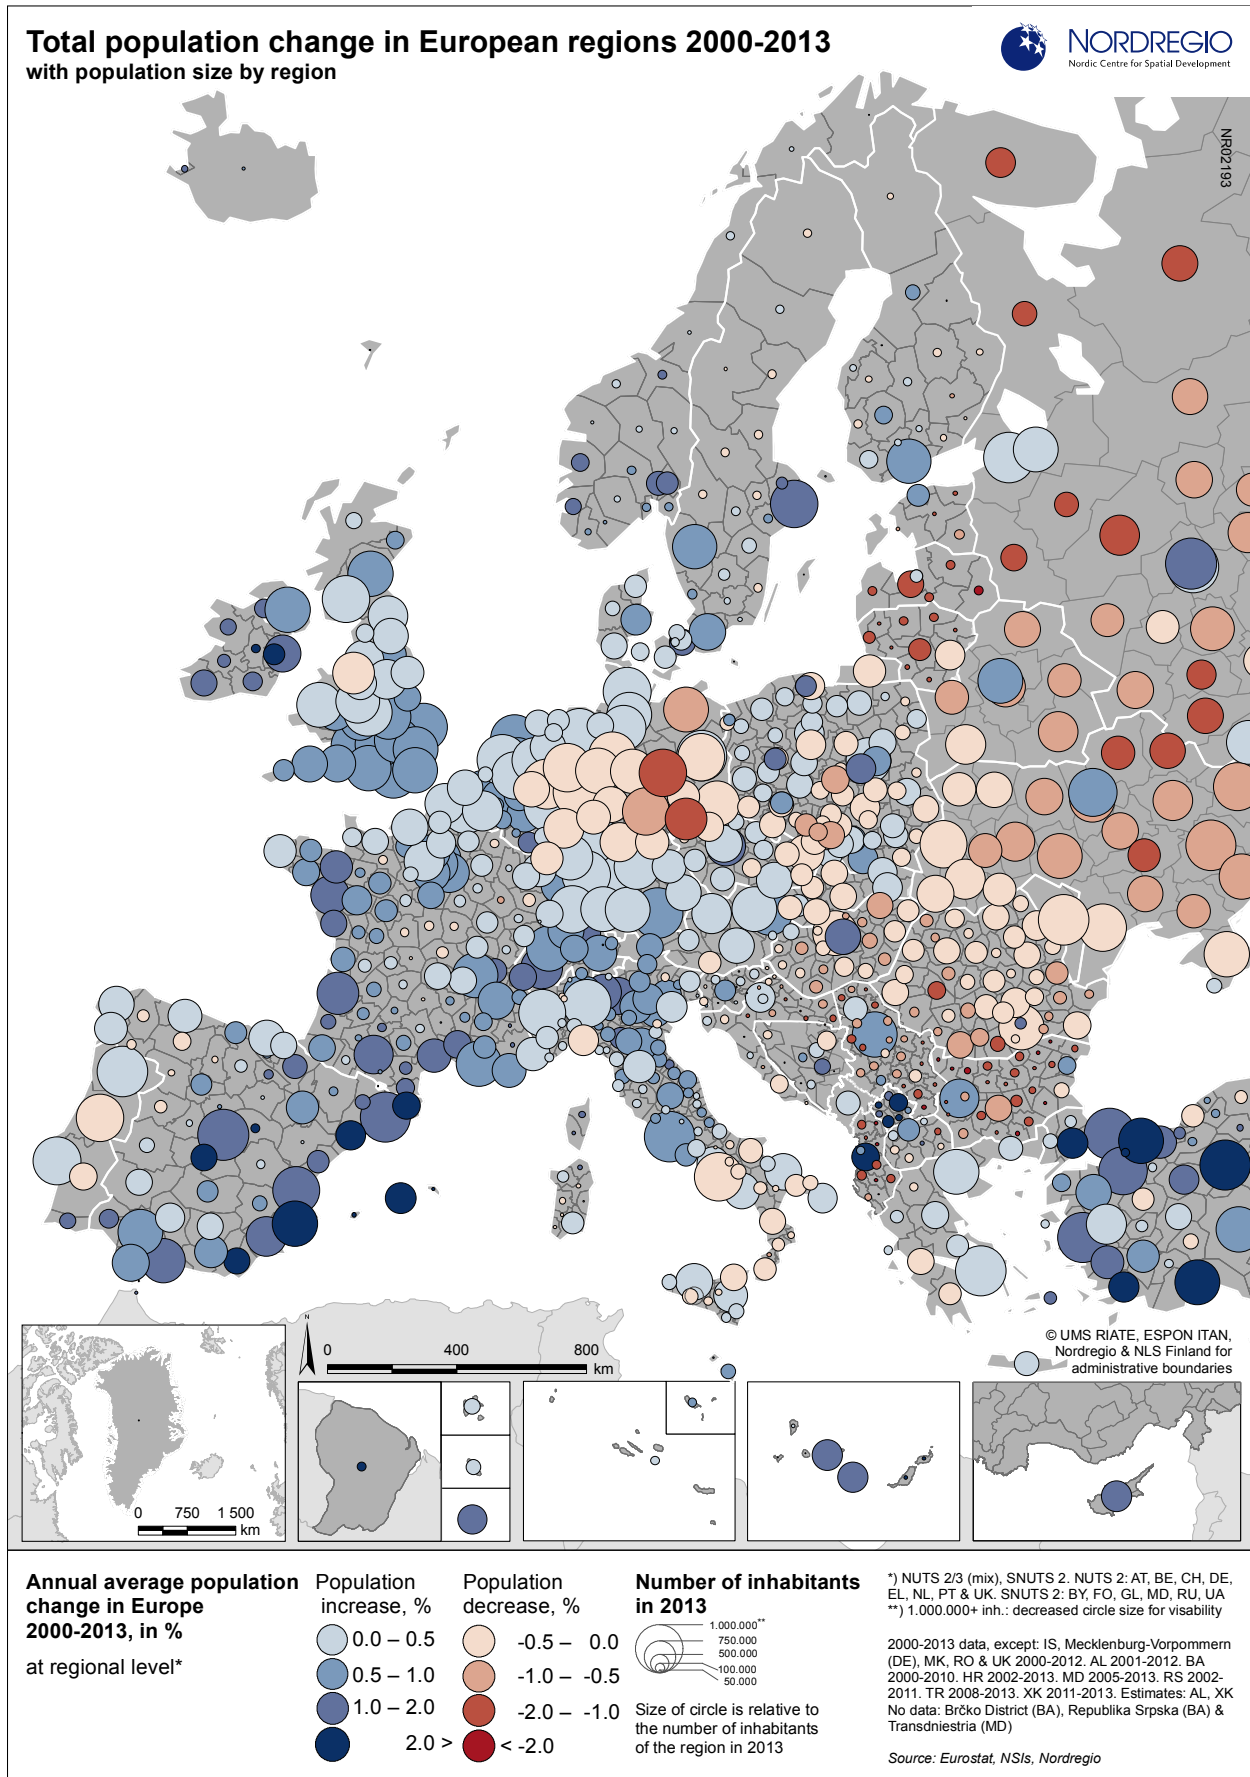 Total population change in European regions 2000-2013
with population size by region
NORDREGIO
Nordic Centre for Spatial Development
NR02193
N
0 400 800
km
© UMS RIATE, ESPON ITAN,
Nordregio & NLS Finland for
administrative boundaries
0 750 1 500
km
Annual average population
change in Europe
2000-2013, in %
at regional level*
Population
increase, %
0.0 – 0.5
0.5 – 1.0
1.0 – 2.0
2.0 >
Population
decrease, %
-0.5 – 0.0
-1.0 – -0.5
-2.0 – -1.0
< -2.0
Number of inhabitants
in 2013
1.000.000**
750.000
500.000
100.000
50.000
Size of circle is relative to
the number of inhabitants
of the region in 2013
*) NUTS 2/3 (mix), SNUTS 2. NUTS 2: AT, BE, CH, DE,
EL, NL, PT & UK. SNUTS 2: BY, FO, GL, MD, RU, UA
**) 1.000.000+ inh.: decreased circle size for visability
2000-2013 data, except: IS, Mecklenburg-Vorpommern
(DE), MK, RO & UK 2000-2012. AL 2001-2012. BA
2000-2010. HR 2002-2013. MD 2005-2013. RS 2002-
2011. TR 2008-2013. XK 2011-2013. Estimates: AL, XK
No data: Brčko District (BA), Republika Srpska (BA) &
Transdniestria (MD)
Source: Eurostat, NSIs, Nordregio